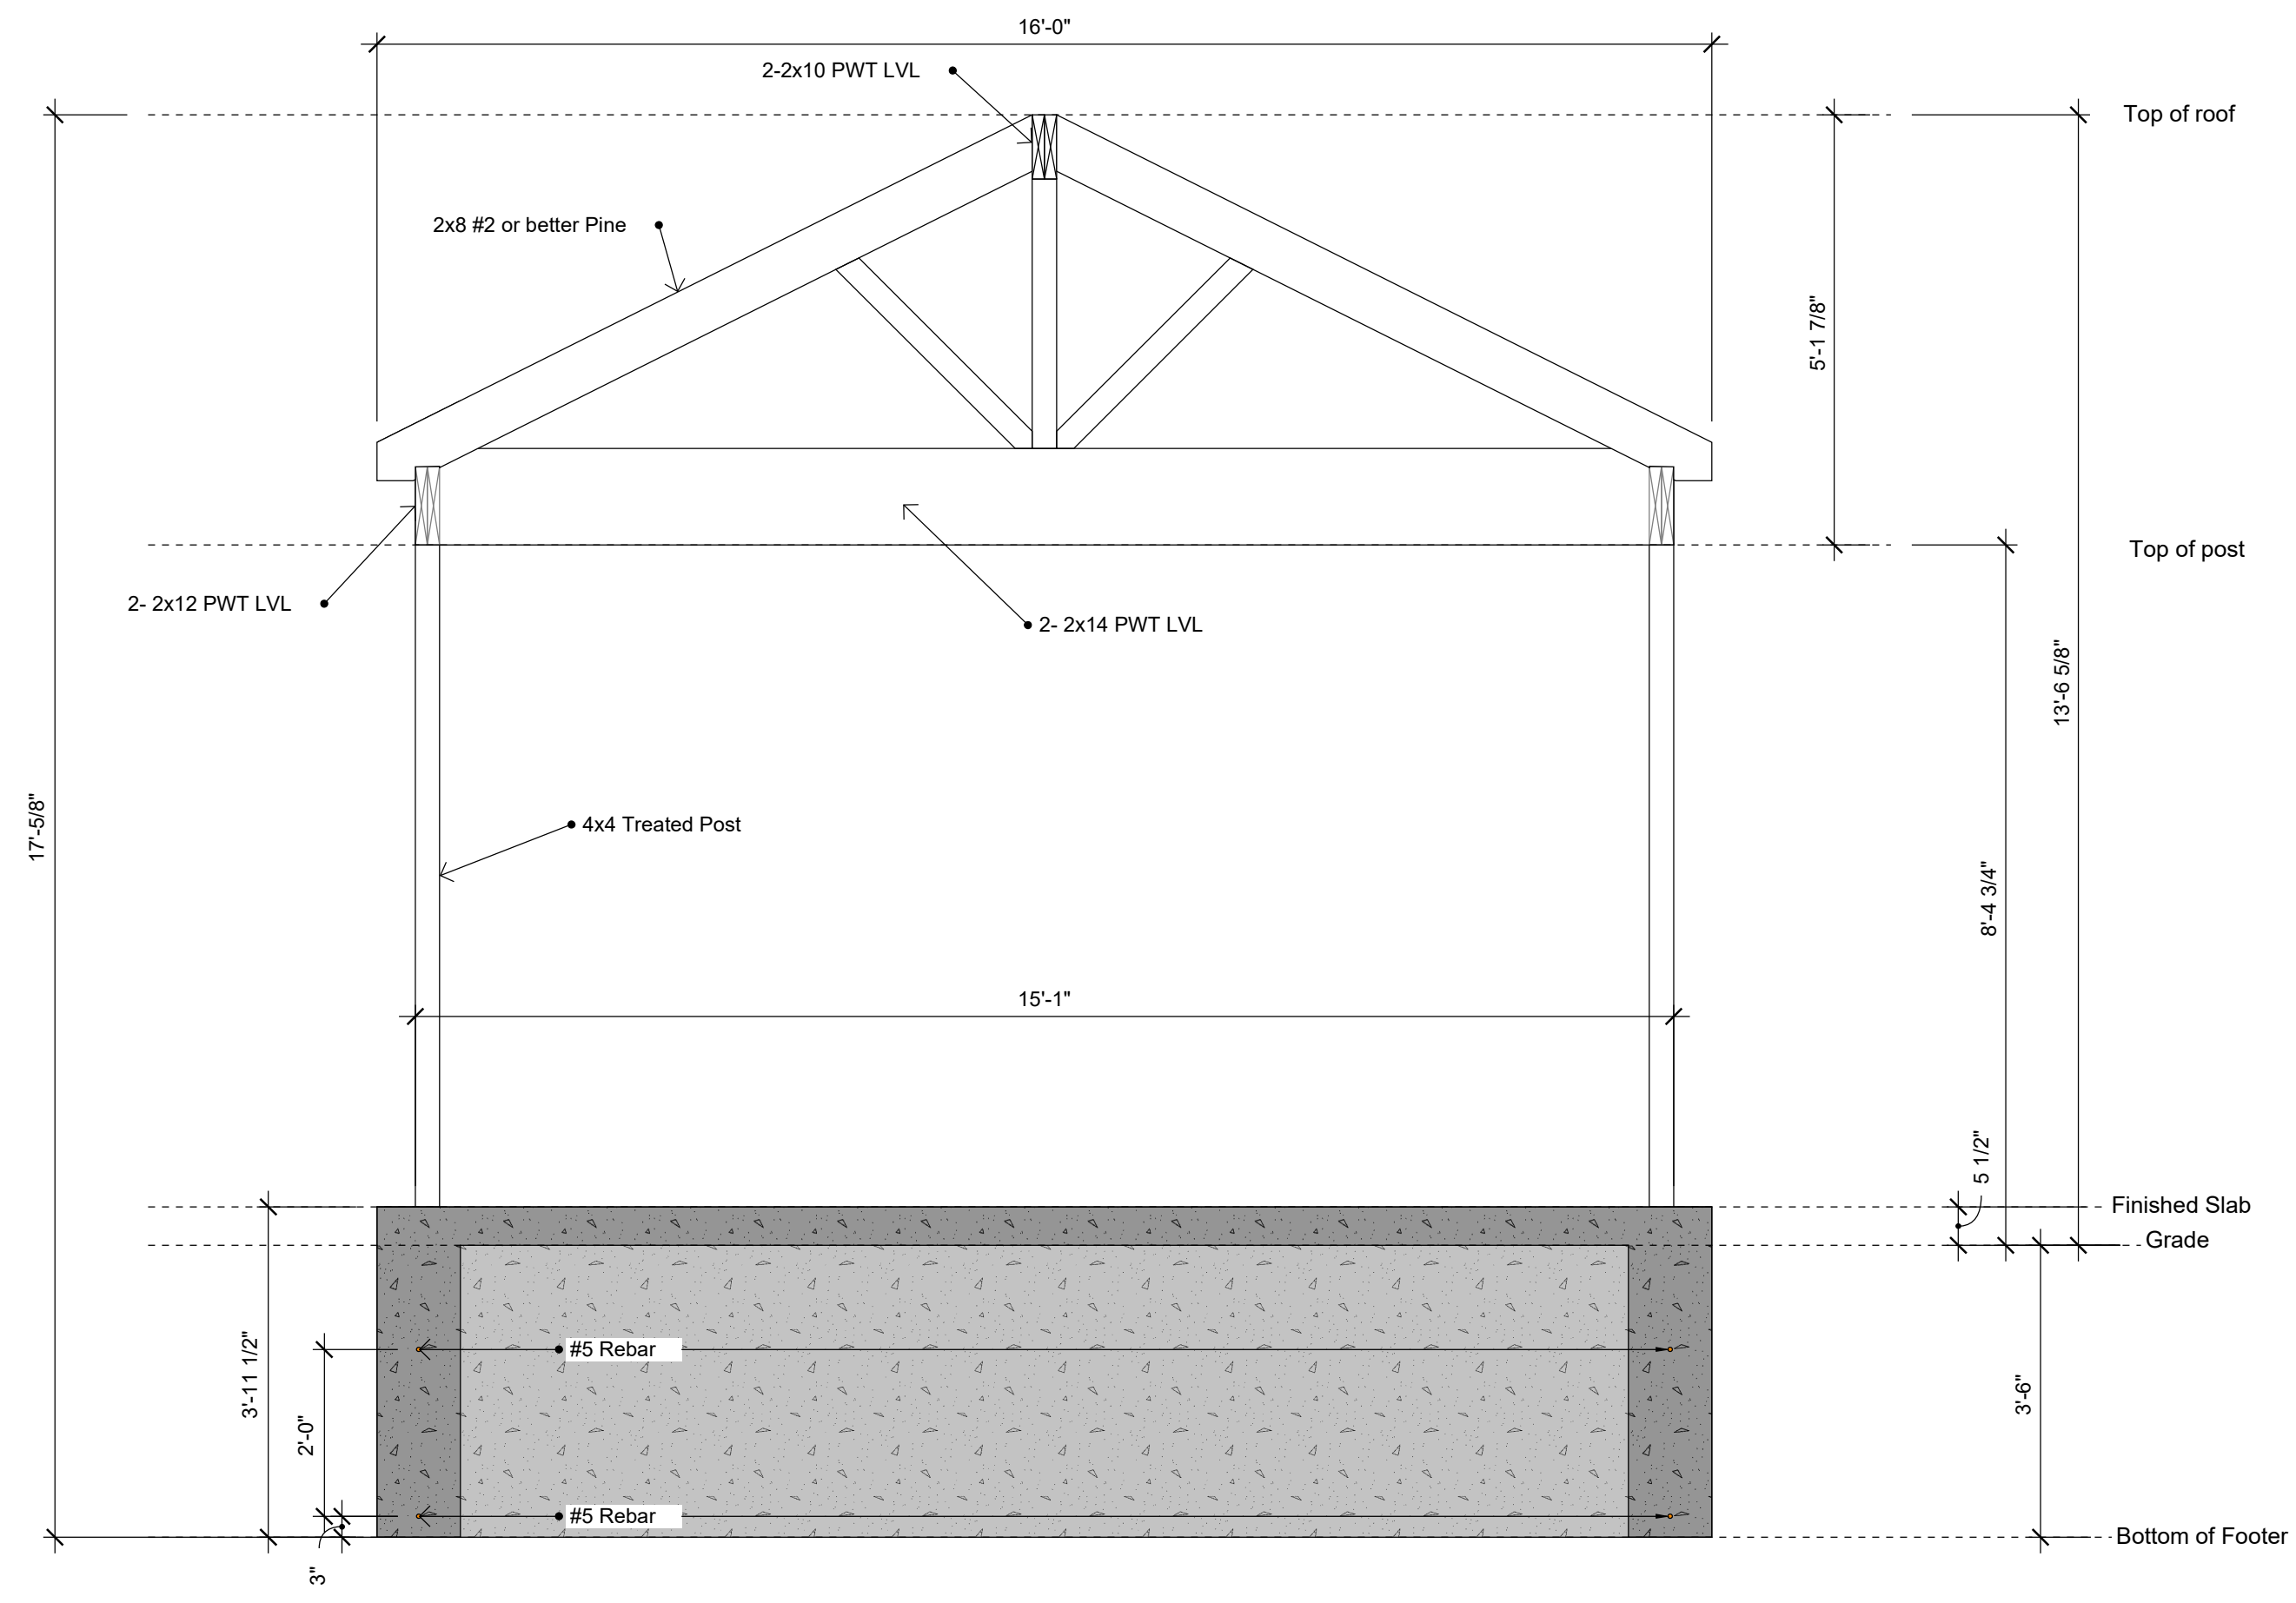 16'-0"
2-2x10 PWT LVL
Top of roof
2x8 #2 or better Pine
5'-1 7/8"
Top of post
2- 2x12 PWT LVL
2- 2x14 PWT LVL
13'-6 5/8"
17'-5/8"
4x4 Treated Post
8'-4 3/4"
15'-1"
5 1/2"
Finished Slab
Grade
#5 Rebar
3'-11 1/2"
3'-6"
2'-0"
#5 Rebar
Bottom of Footer
3"